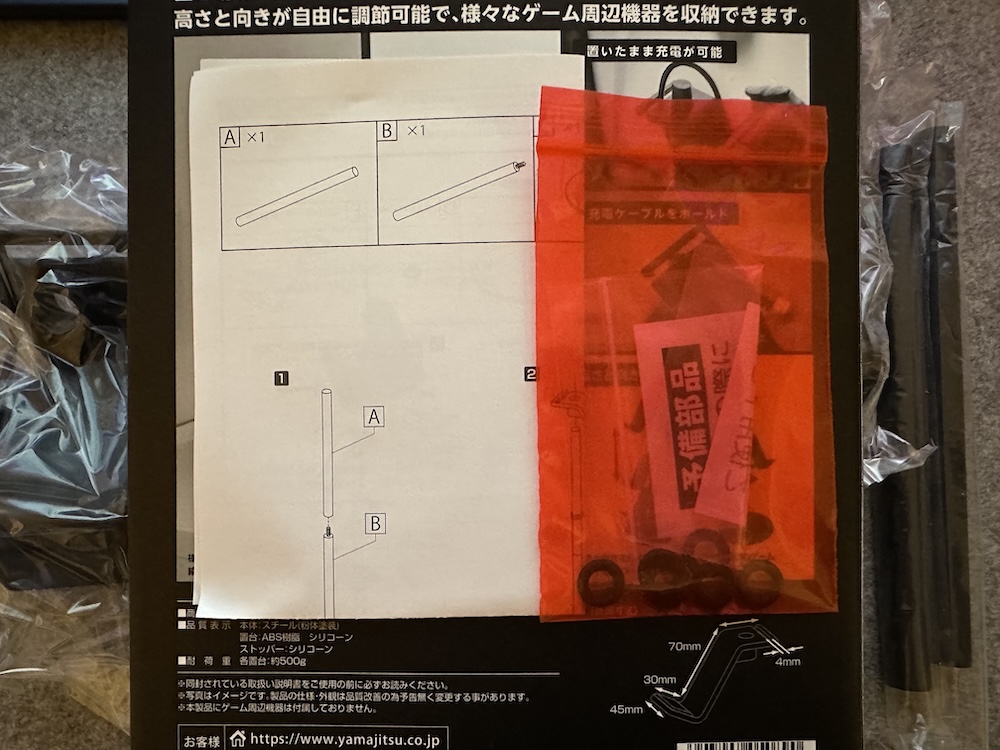 高さと向きが自由に調節可能で、様々なゲーム周辺機器を収納できます。
置いたまま充電が可能
A ×1
B ×1
充電ケーブルをホールド
1
2
A
B
予備部品
際に
■品質表示 本体:スチール(粉体塗装)
置台:ABS樹脂 シリコーン
ストッパー:シリコーン
■耐荷重 各置台:約500g
※同封されている取扱い説明書をご使用の前に必ずお読みください。
※写真はイメージです。製品の仕様・外観は品質改善の為予告無く変更する事があります。
※本製品にゲーム周辺機器は付属しておりません。
70mm
4mm
30mm
45mm
お客様 https://www.yamajitsu.co.jp